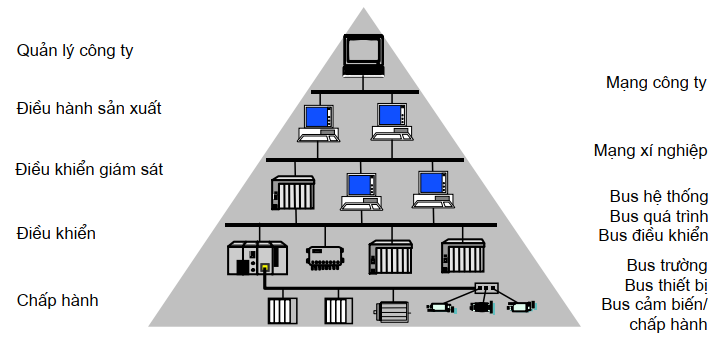 Quản lý công ty
Điều hành sản xuất
Điều khiển giám sát
Điều khiển
Chấp hành
Mạng công ty
Mạng xí nghiệp
Bus hệ thống
Bus quá trình
Bus điều khiển
Bus trường
Bus thiết bị
Bus cảm biến/
chấp hành